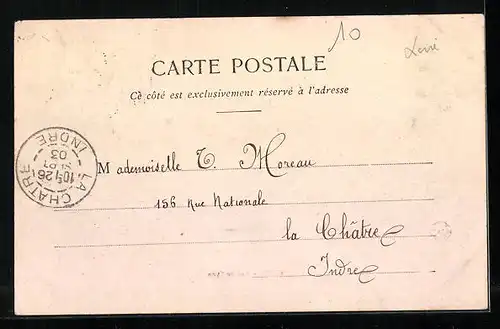 10
CARTE POSTALE
Ce côté est exclusivement réservé à l'adresse
LA CHATRE
INDRE
26
03
Mademoiselle T. Moreau
156 Rue Nationale
la Châtre
Indre